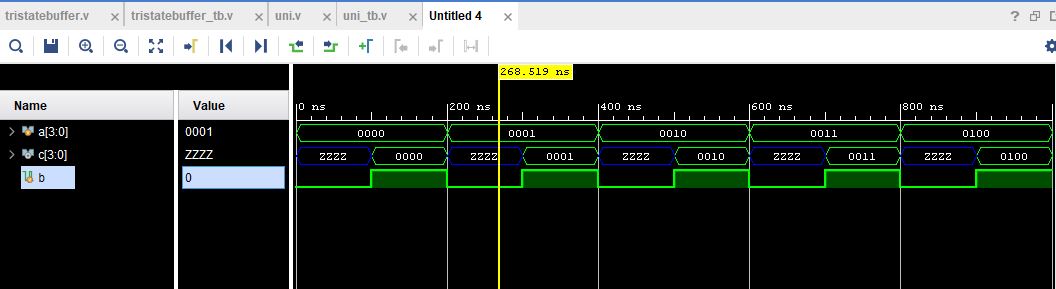 tristatebuffer.v × tristatebuffer_tb.v × uni.v × uni_tb.v × Untitled 4 × ?
268.519 ns
Name Value 0 ns 200 ns 400 ns 600 ns 800 ns
a[3:0] 0001 0000 0001 0010 0011 0100
c[3:0] ZZZZ ZZZZ 0000 ZZZZ 0001 ZZZZ 0010 ZZZZ 0011 ZZZZ 0100
b 0